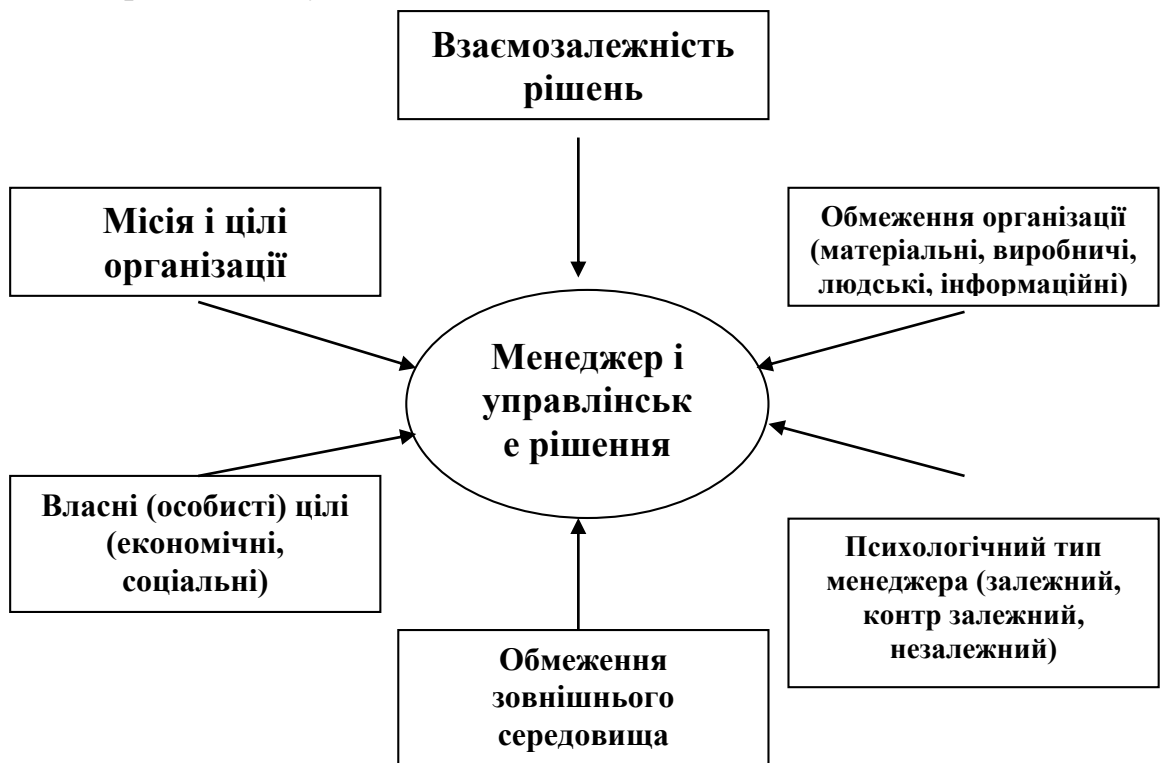 Взаємозалежність
рішень
Місія і цілі
організації
Обмеження організації
(матеріальні, виробничі,
людські, інформаційні)
Менеджер і
управлінськ
е рішення
Власні (особисті) цілі
(економічні,
соціальні)
Психологічний тип
менеджера (залежний,
контр залежний,
незалежний)
Обмеження
зовнішнього
середовища